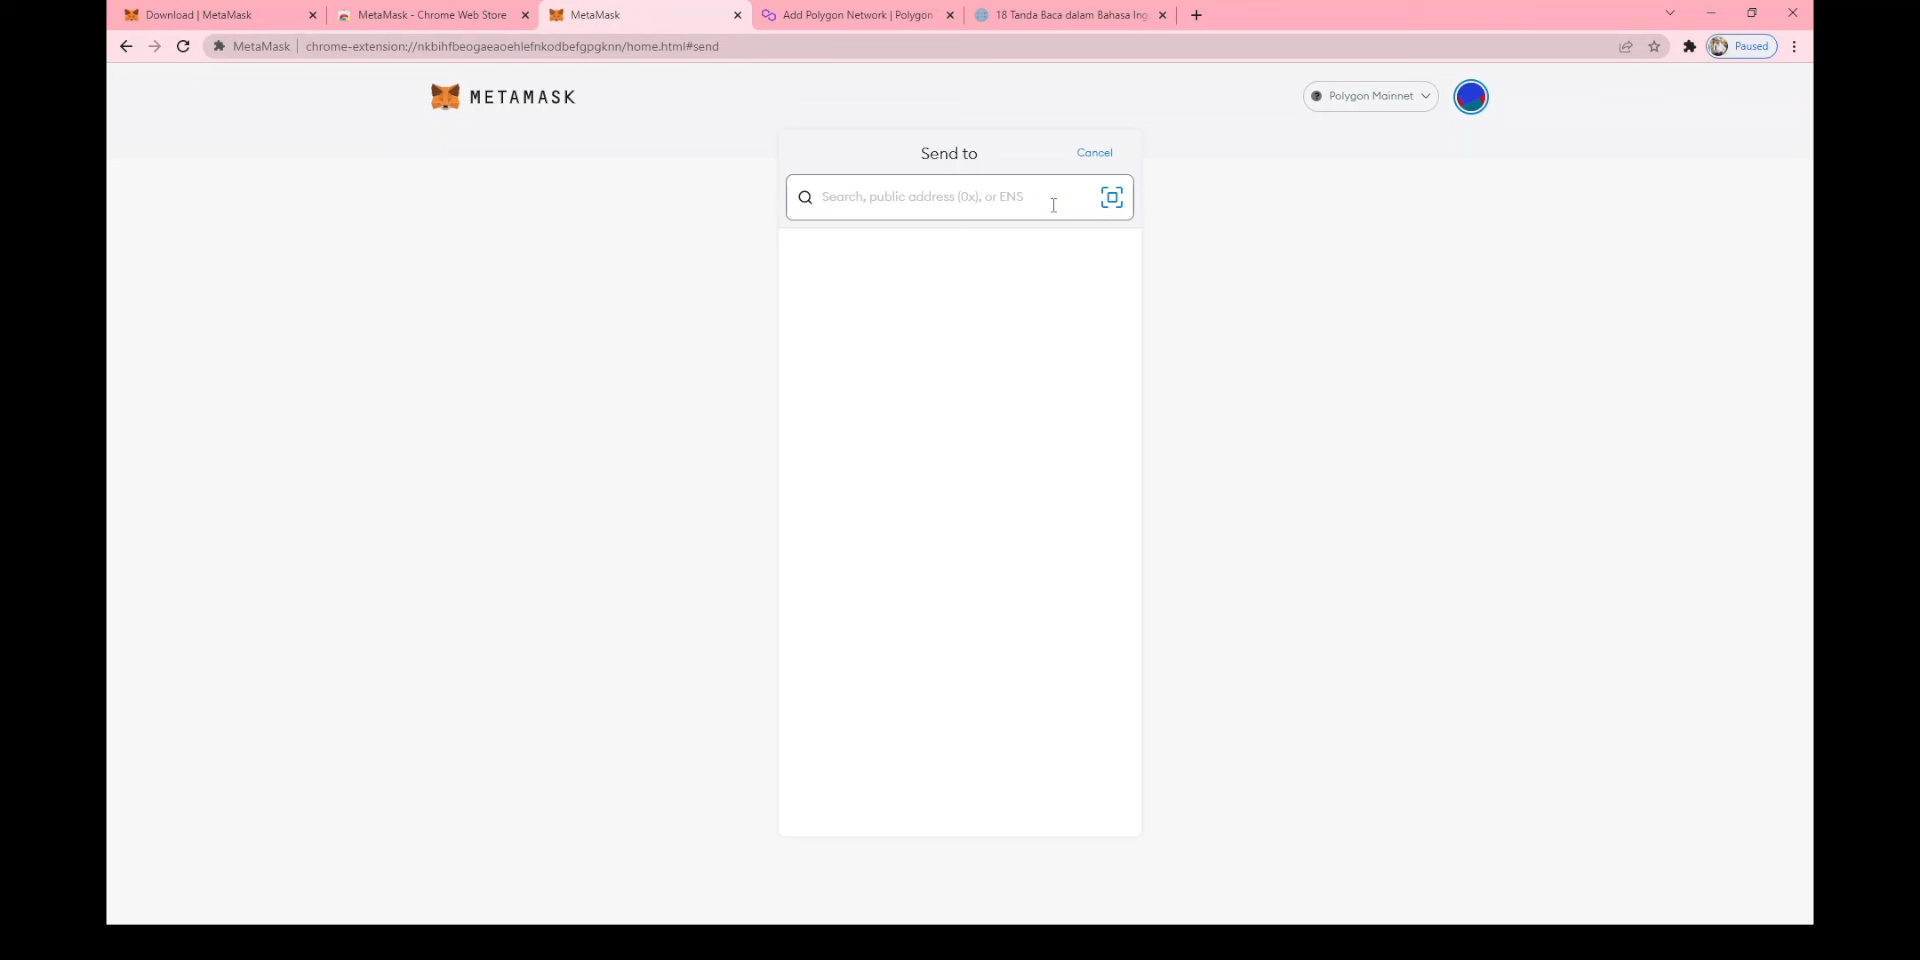 Download | MetaMask
MetaMask - Chrome Web Store
MetaMask
Add Polygon Network | Polygon
18 Tanda Baca dalam Bahasa Ing
MetaMask
chrome-extension://nkbihfbeogaeaoehlefnkodbefgpgknn/home.html#send
Paused
METAMASK
Polygon Mainnet
Send to
Cancel
Search, public address (0x), or ENS